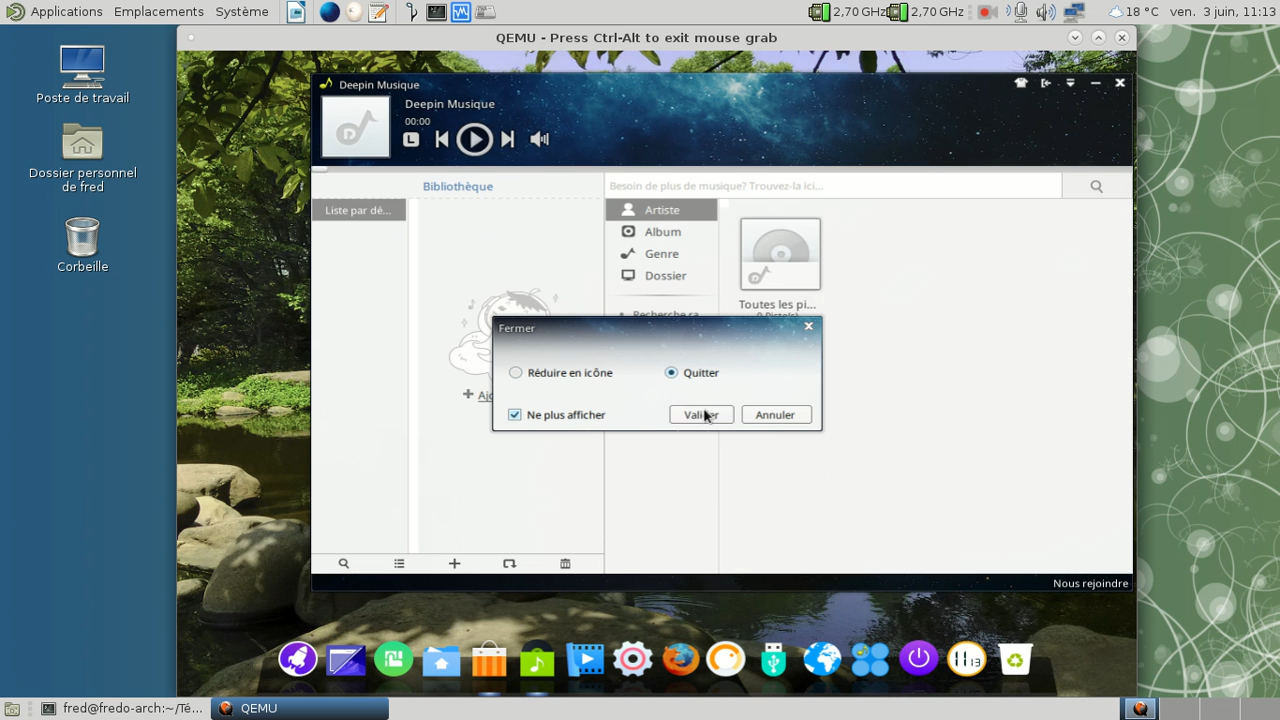 Applications Emplacements Système 2,70 GHz 2,70 GHz 18 °C ven. 3 juin, 11:13
QEMU - Press Ctrl-Alt to exit mouse grab
Poste de travail
Dossier personnel
de fred
Corbeille
Deepin Musique
Deepin Musique
00:00
L
Bibliothèque
Besoin de plus de musique? Trouvez-la ici...
Liste par dé...
Artiste
Album
Genre
Dossier
Toutes les pi...
Fermer
Réduire en icône
Quitter
Ne plus afficher
Valider
Annuler
Nous rejoindre
11 13
fred@fredo-arch:~/Té...
QEMU